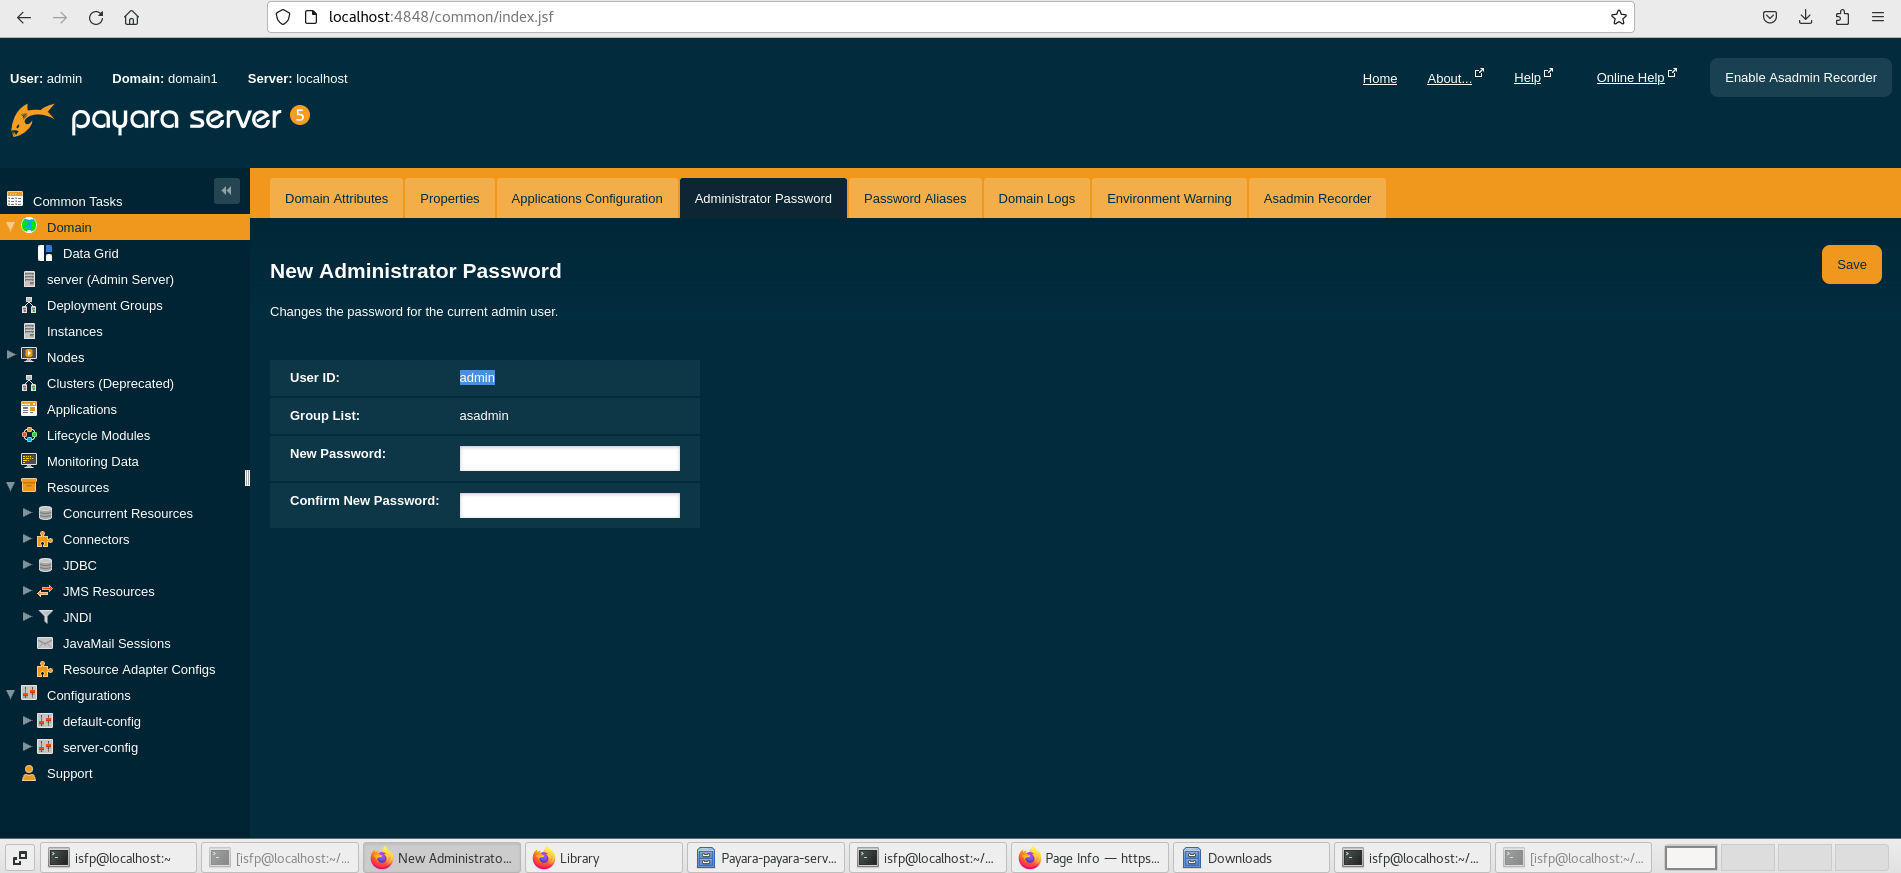 localhost:4848/common/index.jsf
User: admin Domain: domain1 Server: localhost
Home About... Help Online Help Enable Asadmin Recorder
payara server 5
Domain Attributes Properties Applications Configuration Administrator Password Password Aliases Domain Logs Environment Warning Asadmin Recorder
Common Tasks
Domain
Data Grid
server (Admin Server)
Deployment Groups
Instances
Nodes
Clusters (Deprecated)
Applications
Lifecycle Modules
Monitoring Data
Resources
Concurrent Resources
Connectors
JDBC
JMS Resources
JNDI
JavaMail Sessions
Resource Adapter Configs
Configurations
default-config
server-config
Support
New Administrator Password
Save
Changes the password for the current admin user.
User ID: admin
Group List: asadmin
New Password:
Confirm New Password:
isfp@localhost:~ [isfp@localhost:~/... New Administrato... Library Payara-payara-serv... isfp@localhost:~/... Page Info — https... Downloads isfp@localhost:~/... [isfp@localhost:~/...